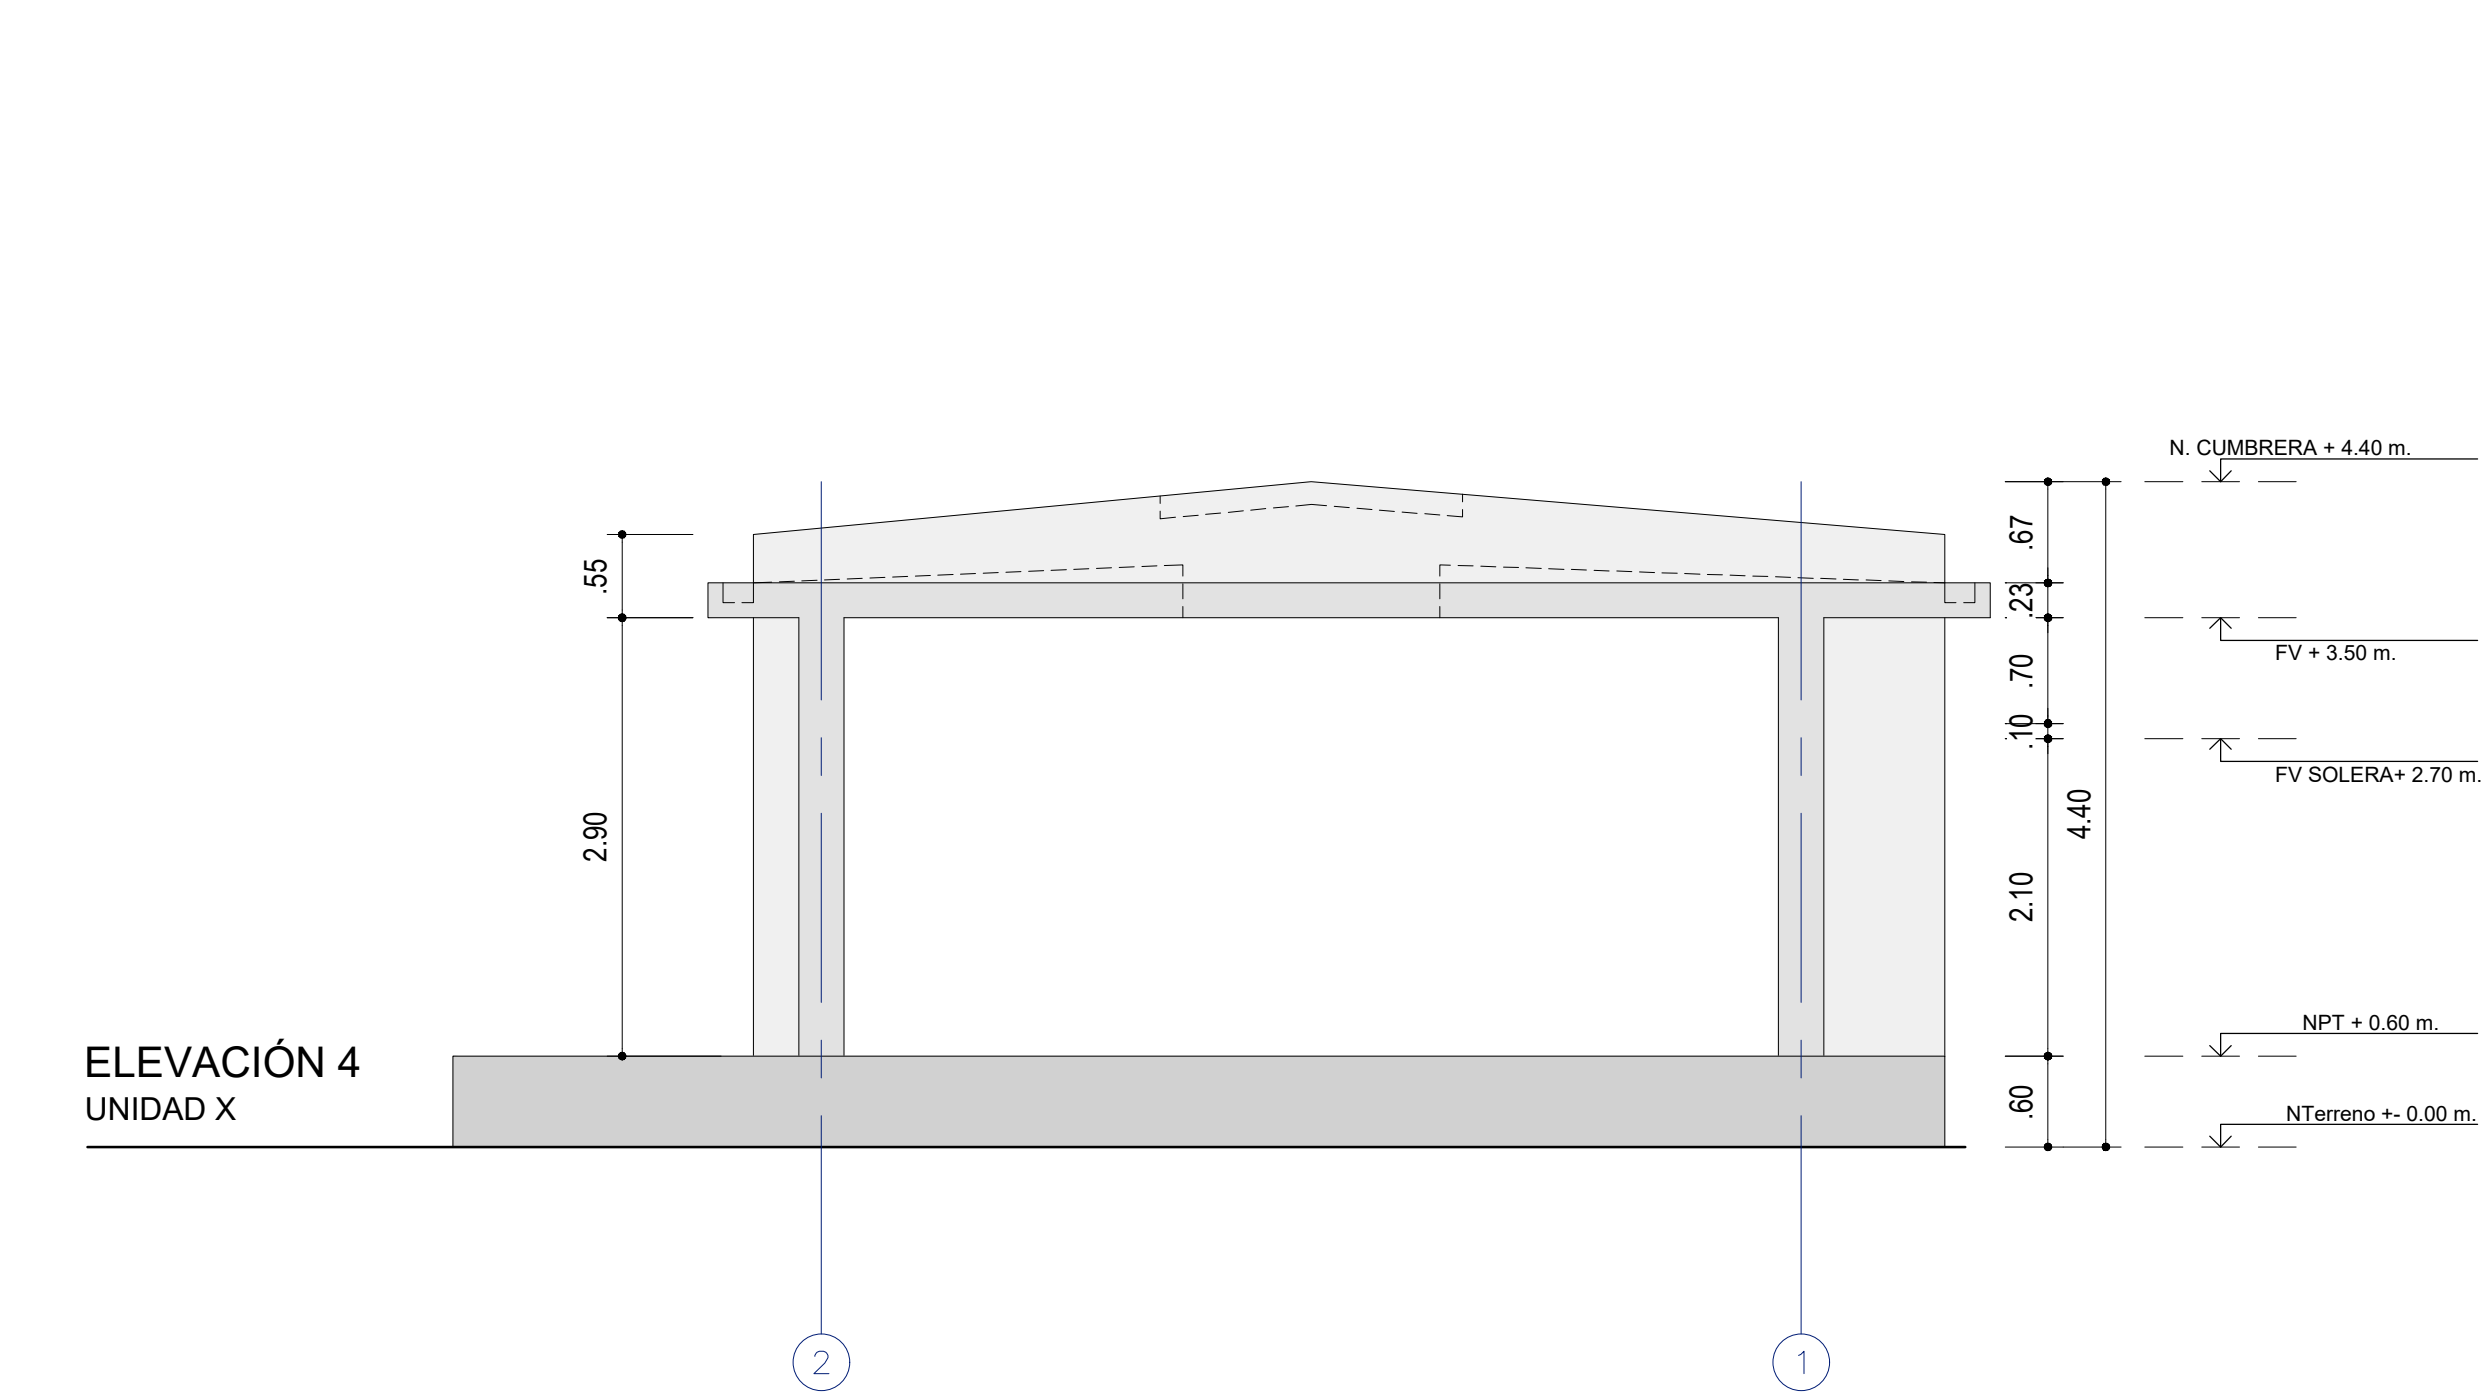 N. CUMBRERA + 4.40 m.
.67
.55
.23
FV + 3.50 m.
.70
.10
FV SOLERA+ 2.70 m.
4.40
2.90
2.10
NPT + 0.60 m.
ELEVACIÓN 4
UNIDAD X
.60
NTerreno +- 0.00 m.
2
1